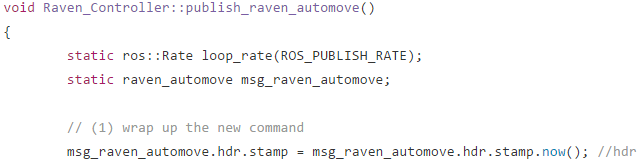 void Raven_Controller::publish_raven_automove()
{
static ros::Rate loop_rate(ROS_PUBLISH_RATE);
static raven_automove msg_raven_automove;
// (1) wrap up the new command
msg_raven_automove.hdr.stamp = msg_raven_automove.hdr.stamp.now(); //hdr